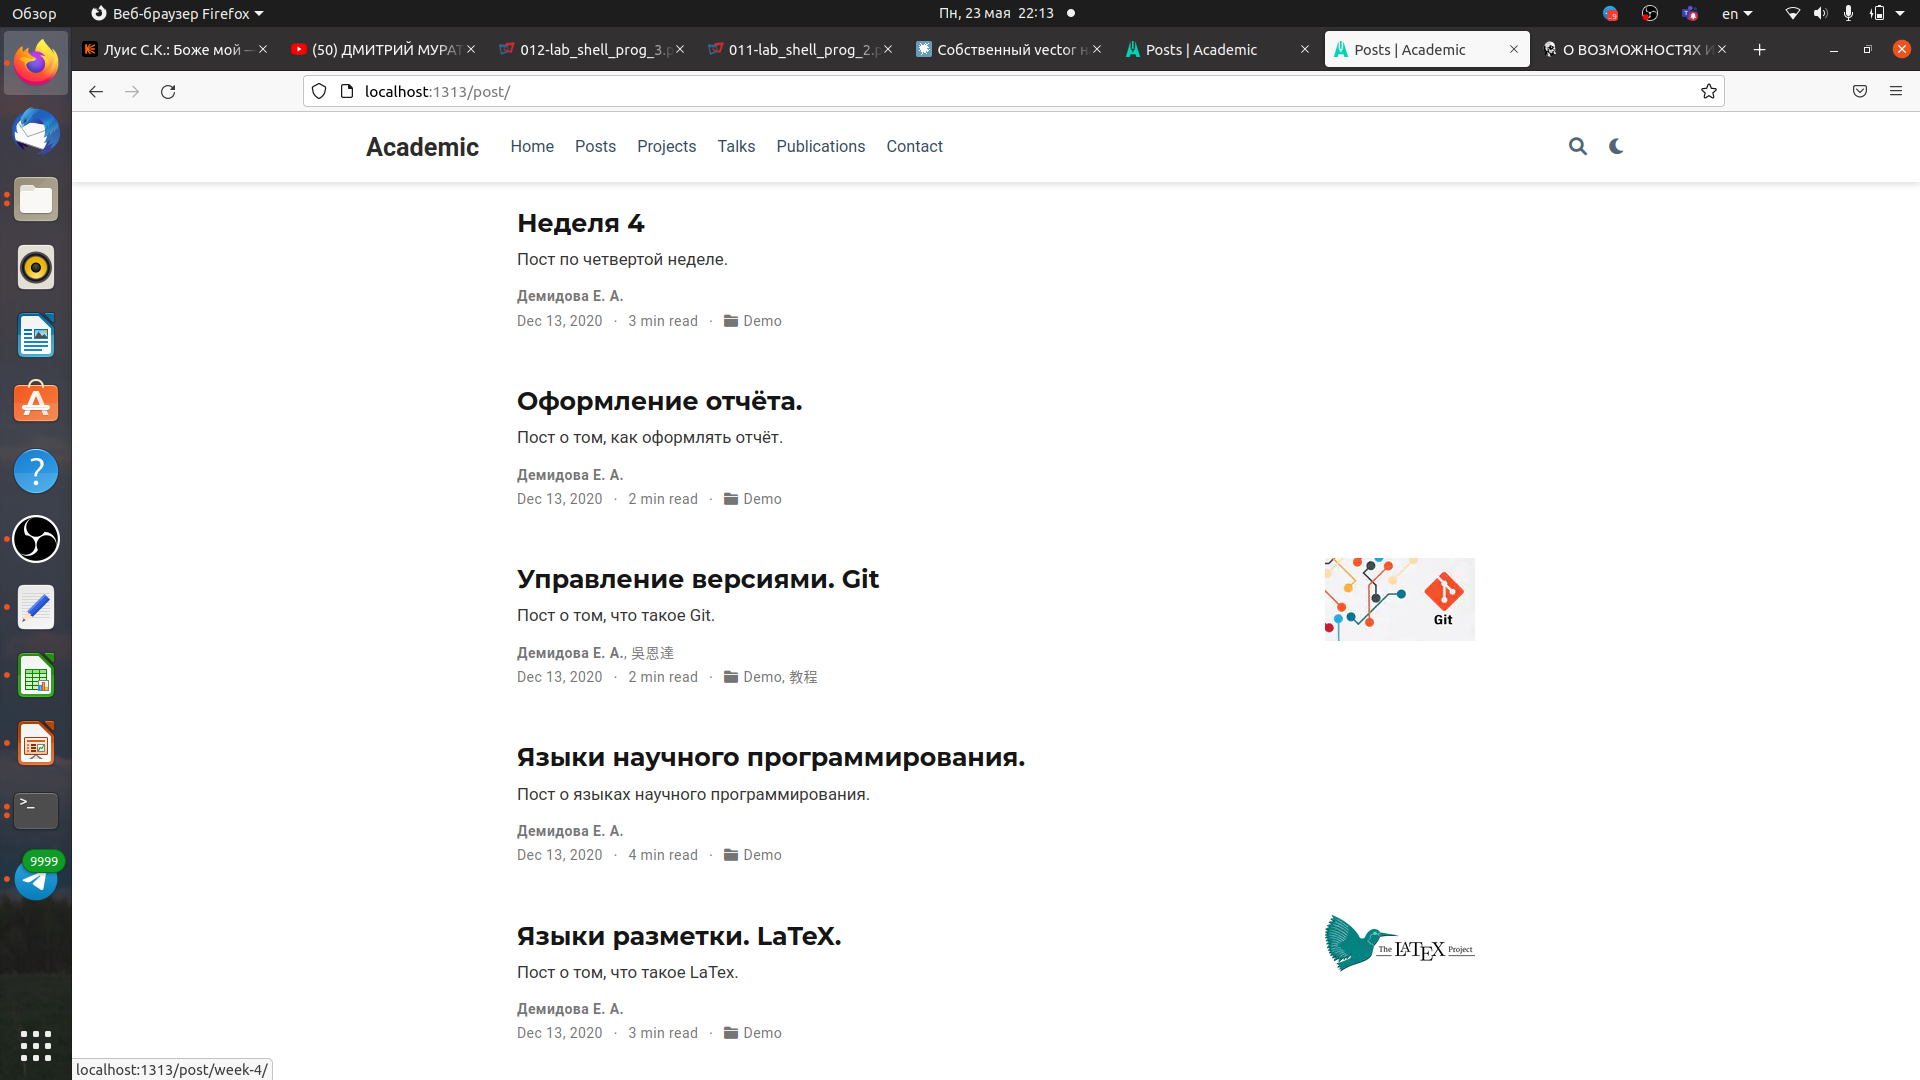 Обзор
Веб-браузер Firefox
Пн, 23 мая 22:13
en
Луис С.К.: Боже мой —
(50) ДМИТРИЙ МУРАТ
012-lab_shell_prog_3.p
011-lab_shell_prog_2.p
Собственный vector н
Posts | Academic
Posts | Academic
О ВОЗМОЖНОСТЯХ И
localhost:1313/post/
Academic
Home
Posts
Projects
Talks
Publications
Contact
Неделя 4
Пост по четвертой неделе.
Демидова Е. А.
Dec 13, 2020 · 3 min read · Demo
Оформление отчёта.
Пост о том, как оформлять отчёт.
Демидова Е. А.
Dec 13, 2020 · 2 min read · Demo
Управление версиями. Git
Пост о том, что такое Git.
Git
Демидова Е. А., 吳恩達
Dec 13, 2020 · 2 min read · Demo, 教程
Языки научного программирования.
Пост о языках научного программирования.
Демидова Е. А.
Dec 13, 2020 · 4 min read · Demo
9999
Языки разметки. LaTeX.
The LATEX Project
Пост о том, что такое LaTex.
Демидова Е. А.
Dec 13, 2020 · 3 min read · Demo
localhost:1313/post/week-4/